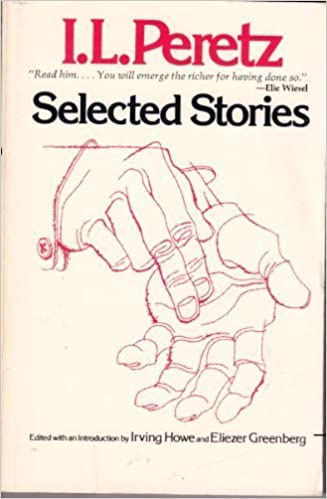 I.L.Peretz
“Read him. . . . You will emerge the richer for having done so.”
—Elie Wiesel
Selected Stories
Edited with an Introduction by Irving Howe and Eliezer Greenberg